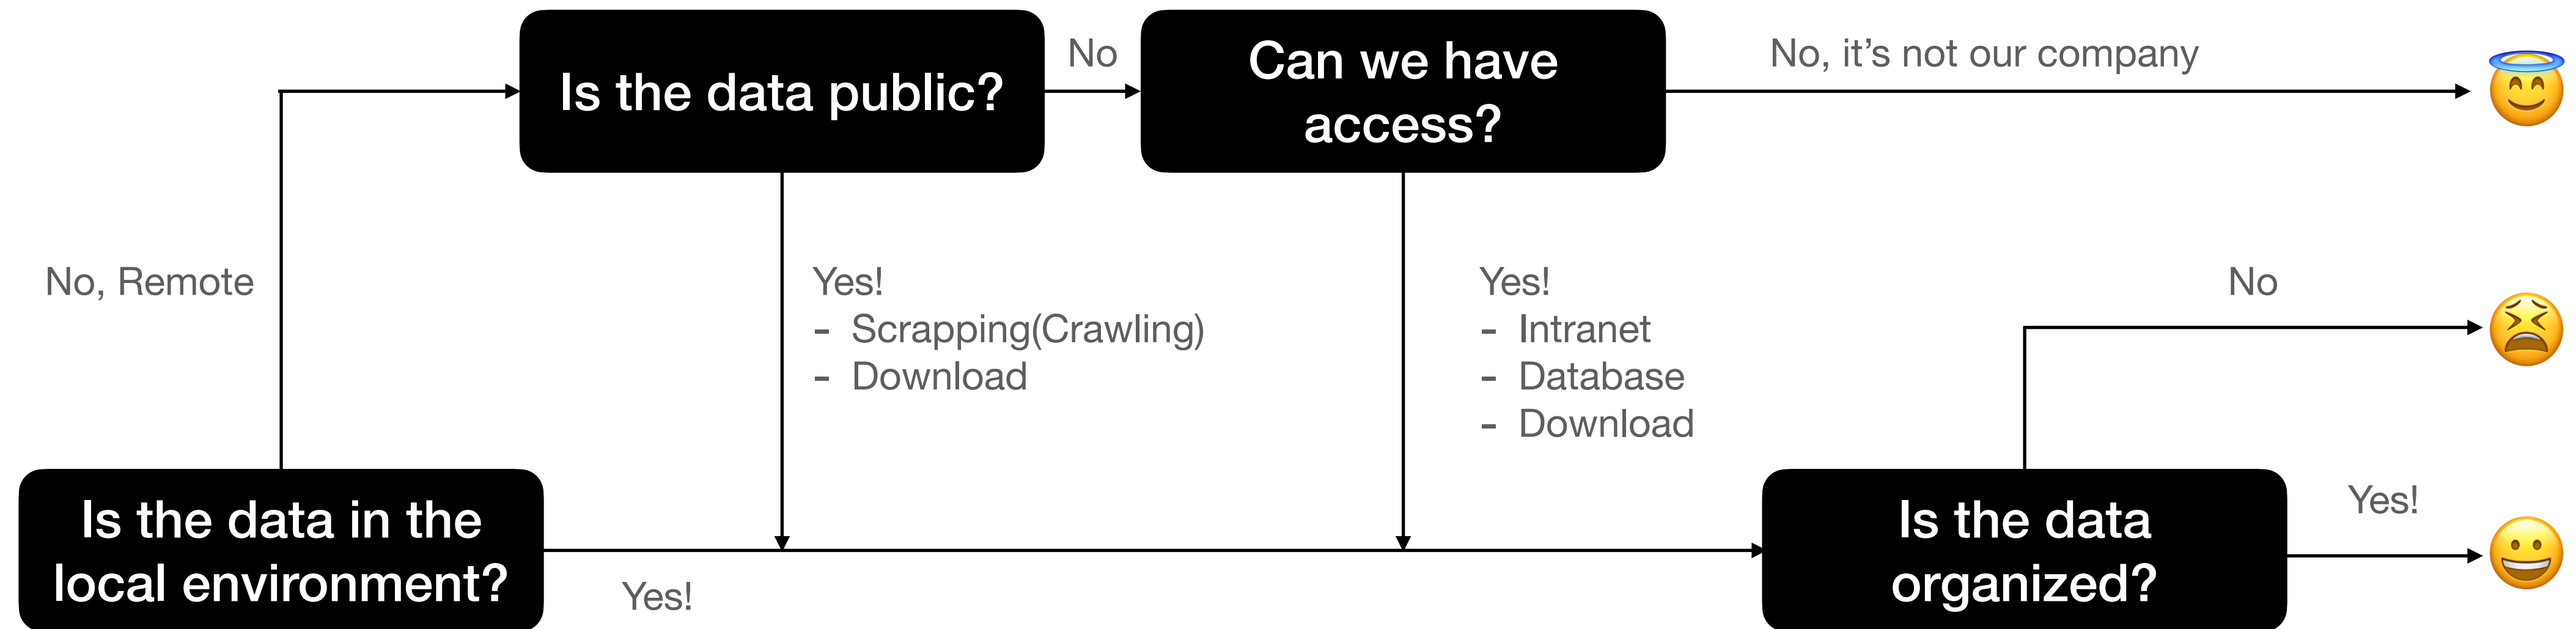 Is the data public?
No
Can we have
access?
No, it's not our company
No, Remote
Yes!
- Scrapping(Crawling)
- Download
Yes!
- Intranet
- Database
- Download
No
Is the data in the
local environment?
Yes!
Is the data
organized?
Yes!